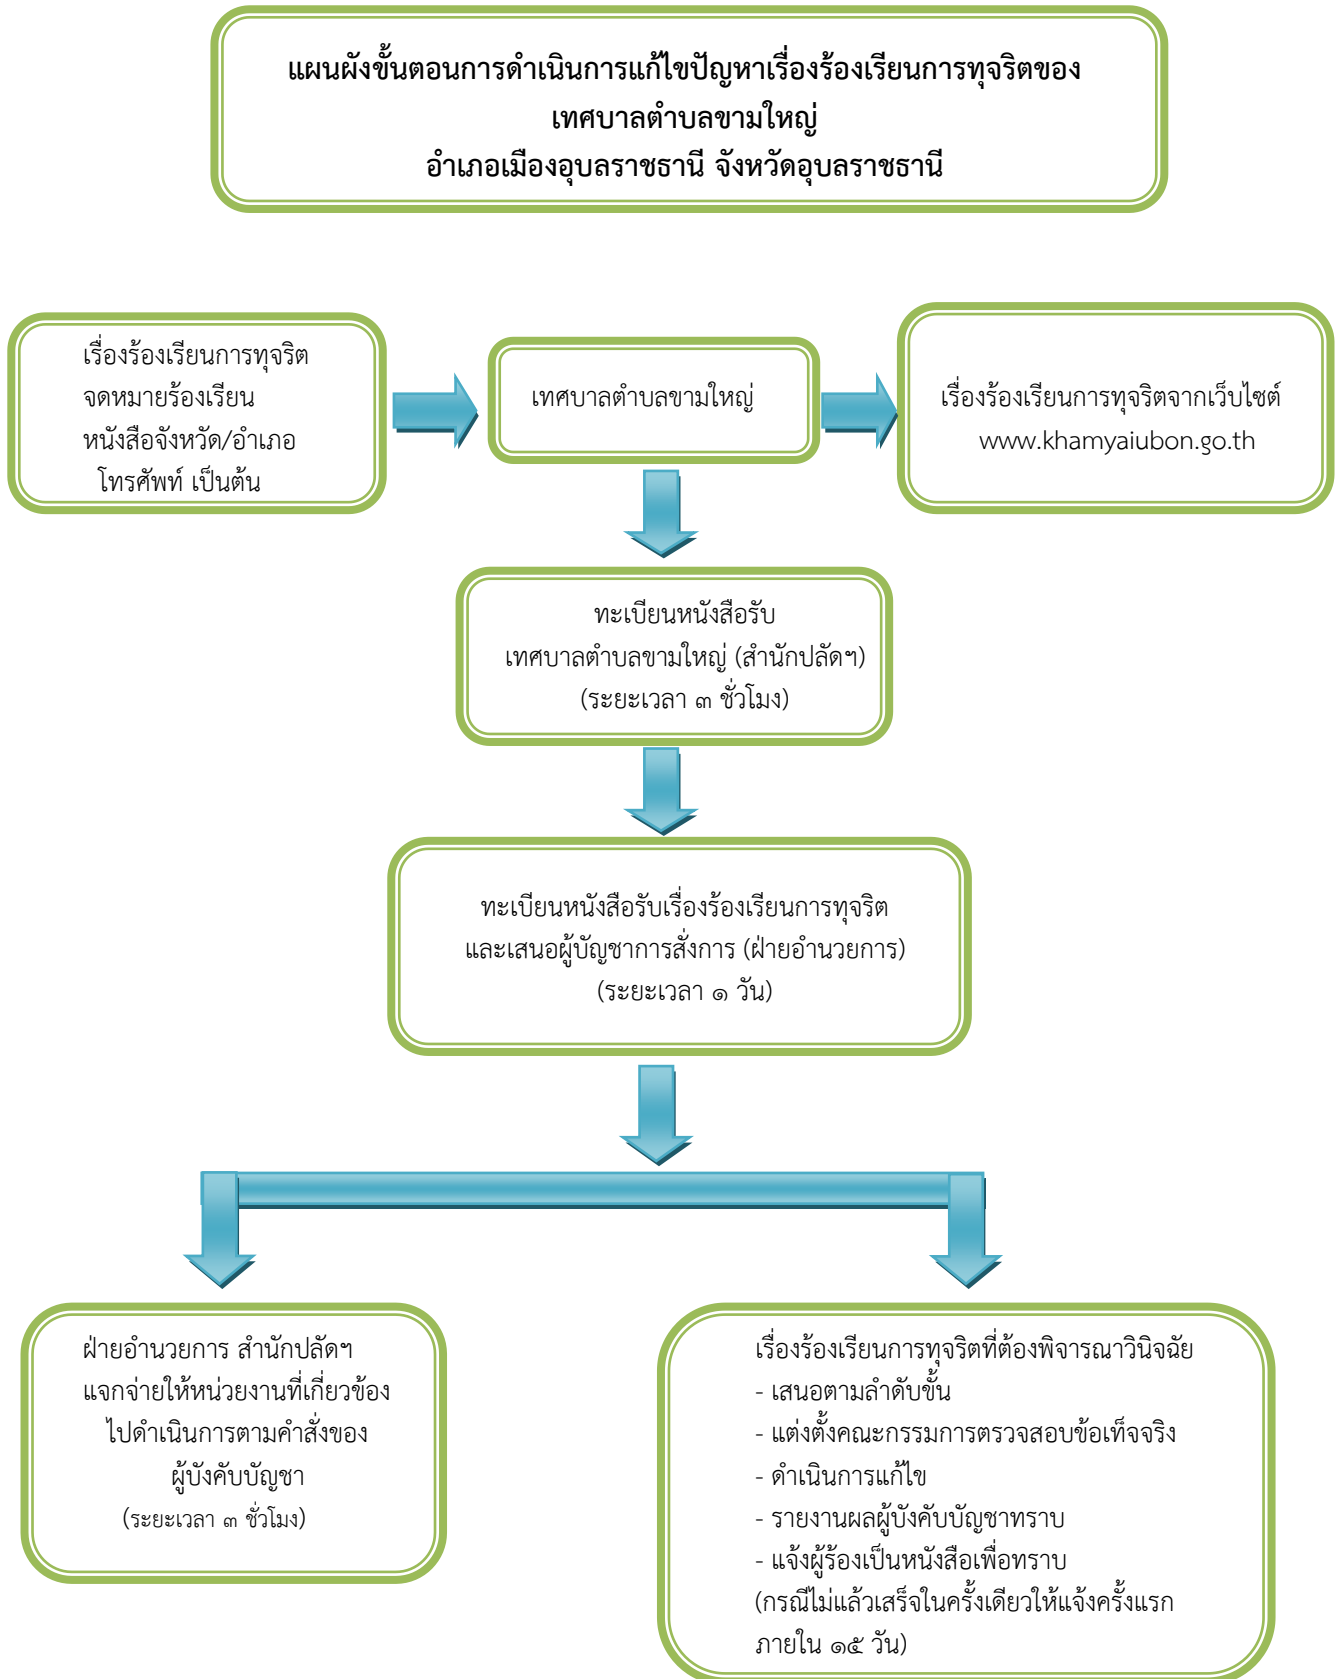 แผนผังขั้นตอนการดำเนินการแก้ไขปัญหาเรื่องร้องเรียนการทุจริตของ
เทศบาลตำบลขามใหญ่
อำเภอเมืองอุบลราชธานี จังหวัดอุบลราชธานี
เรื่องร้องเรียนการทุจริต
จดหมายร้องเรียน
หนังสือจังหวัด/อำเภอ
โทรศัพท์ เป็นต้น
เทศบาลตำบลขามใหญ่
เรื่องร้องเรียนการทุจริตจากเว็บไซต์
www.khamyaiubon.go.th
ทะเบียนหนังสือรับ
เทศบาลตำบลขามใหญ่ (สำนักปลัดฯ)
(ระยะเวลา ๓ ชั่วโมง)
ทะเบียนหนังสือรับเรื่องร้องเรียนการทุจริต
และเสนอผู้บัญชาการสั่งการ (ฝ่ายอำนวยการ)
(ระยะเวลา ๑ วัน)
ฝ่ายอำนวยการ สำนักปลัดฯ
แจกจ่ายให้หน่วยงานที่เกี่ยวข้อง
ไปดำเนินการตามคำสั่งของ
ผู้บังคับบัญชา
(ระยะเวลา ๓ ชั่วโมง)
เรื่องร้องเรียนการทุจริตที่ต้องพิจารณาวินิจฉัย
- เสนอตามลำดับขั้น
- แต่งตั้งคณะกรรมการตรวจสอบข้อเท็จจริง
- ดำเนินการแก้ไข
- รายงานผลผู้บังคับบัญชาทราบ
- แจ้งผู้ร้องเป็นหนังสือเพื่อทราบ
(กรณีไม่แล้วเสร็จในครั้งเดียวให้แจ้งครั้งแรก
ภายใน ๑๕ วัน)